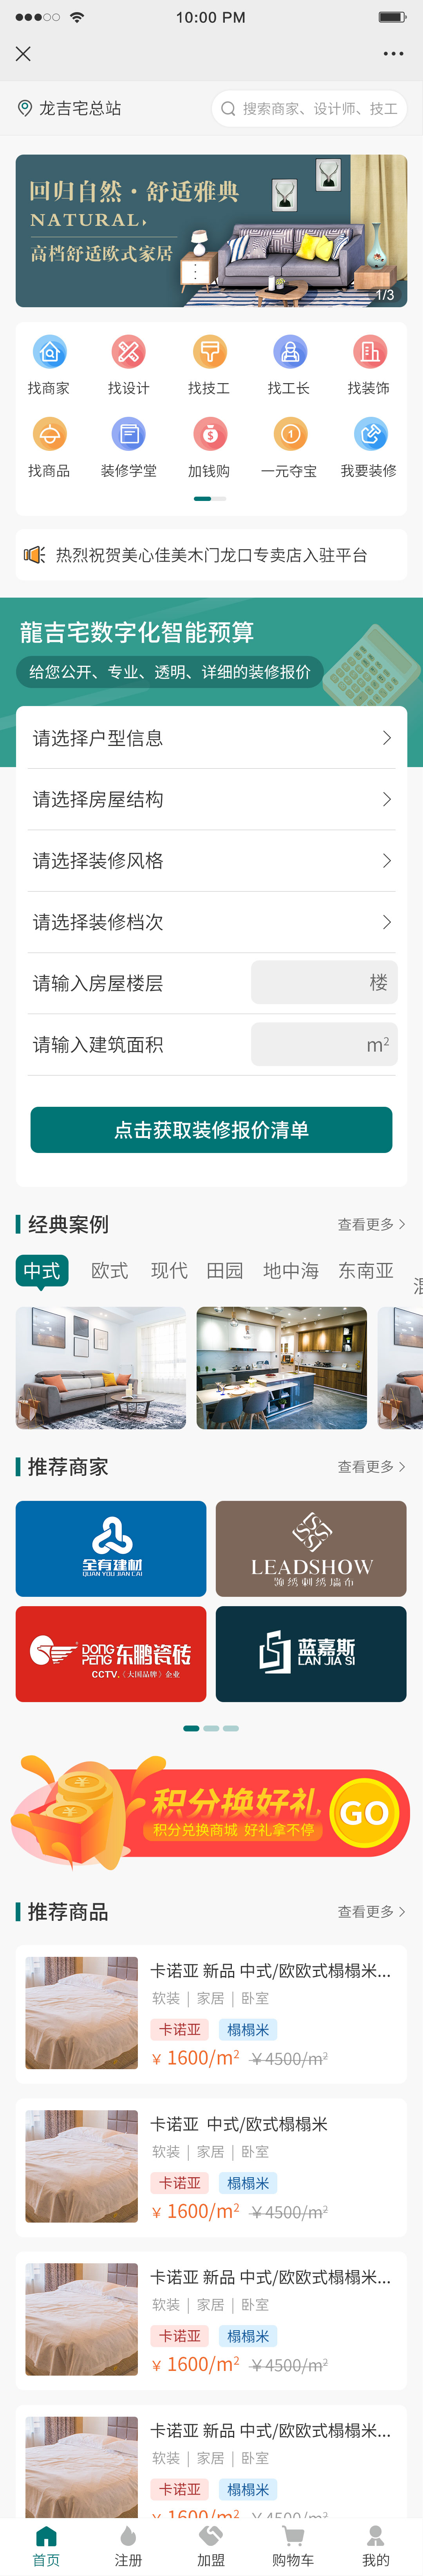 10:00 PM
龙吉宅总站
搜索商家、设计师、技工
回归自然·舒适雅典
NATURAL
高档舒适欧式家居
1/3
找商家 找设计 找技工 找工长 找装饰
找商品 装修学堂 加钱购 一元夺宝 我要装修
热烈祝贺美心佳美木门龙口专卖店入驻平台
龍吉宅数字化智能预算
给您公开、专业、透明、详细的装修报价
请选择户型信息
请选择房屋结构
请选择装修风格
请选择装修档次
请输入房屋楼层 楼
请输入建筑面积 m²
点击获取装修报价清单
经典案例 查看更多
中式 欧式 现代 田园 地中海 东南亚
推荐商家 查看更多
全有建材
QUAN YOU JIAN CAI
LEADSHOW
领绣刺绣墙布
DONG PENG 东鹏瓷砖
CCTV.《大国品牌》企业
蓝嘉斯
LAN JIA SI
积分换好礼
积分兑换商城 好礼拿不停
GO
推荐商品 查看更多
卡诺亚 新品 中式/欧欧式榻榻米...
软装 | 家居 | 卧室
卡诺亚 榻榻米
¥ 1600/m² ¥4500/m²
卡诺亚 中式/欧式榻榻米
软装 | 家居 | 卧室
卡诺亚 榻榻米
¥ 1600/m² ¥4500/m²
卡诺亚 新品 中式/欧欧式榻榻米...
软装 | 家居 | 卧室
卡诺亚 榻榻米
¥ 1600/m² ¥4500/m²
卡诺亚 新品 中式/欧欧式榻榻米...
软装 | 家居 | 卧室
卡诺亚 榻榻米
¥ 1600/m² ¥4500/m²
首页 注册 加盟 购物车 我的